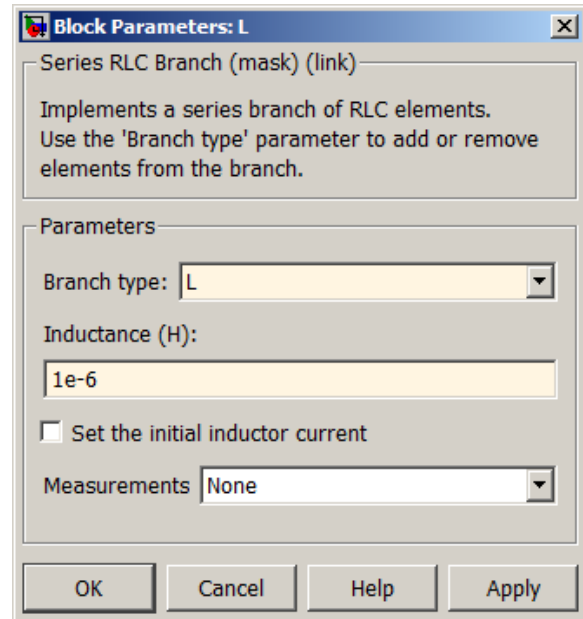 Block Parameters: L
Series RLC Branch (mask) (link)
Implements a series branch of RLC elements.
Use the 'Branch type' parameter to add or remove
elements from the branch.
Parameters
Branch type: L
Inductance (H):
1e-6
Set the initial inductor current
Measurements None
OK Cancel Help Apply